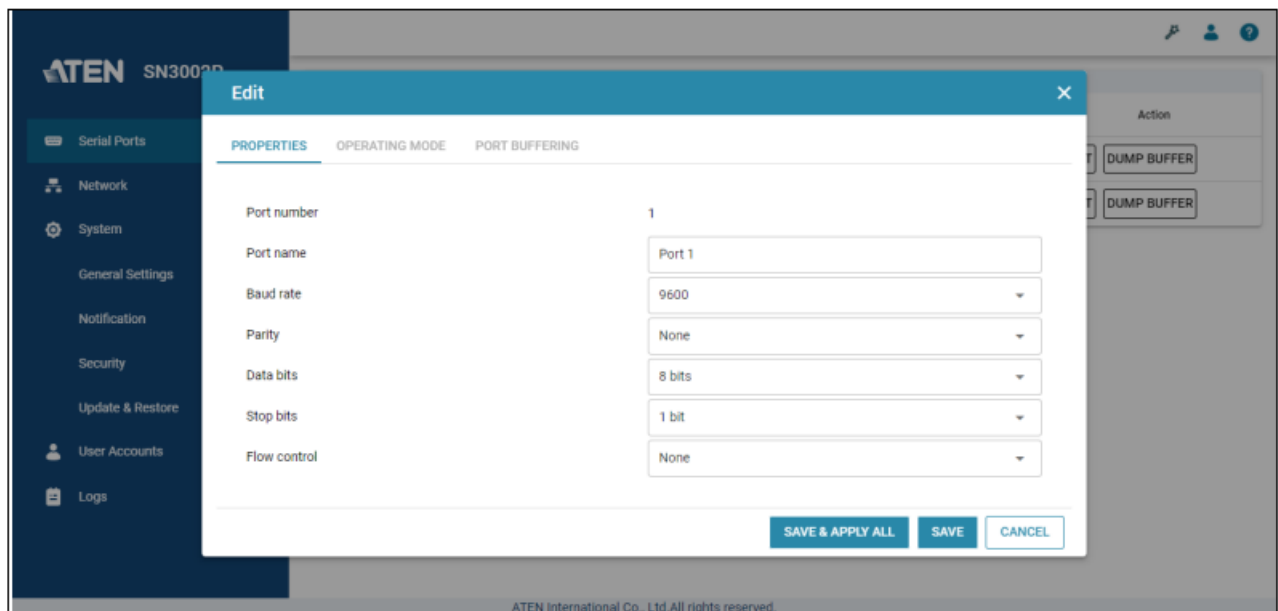 ATEN SN3002P
Edit
Action
Serial Ports
PROPERTIES OPERATING MODE PORT BUFFERING
T DUMP BUFFER
Network
T DUMP BUFFER
Port number 1
System
Port name Port 1
General Settings
Baud rate 9600
Notification
Parity None
Security
Data bits 8 bits
Update & Restore
Stop bits 1 bit
User Accounts
Flow control None
Logs
SAVE & APPLY ALL SAVE CANCEL
ATEN International Co., Ltd.All rights reserved.